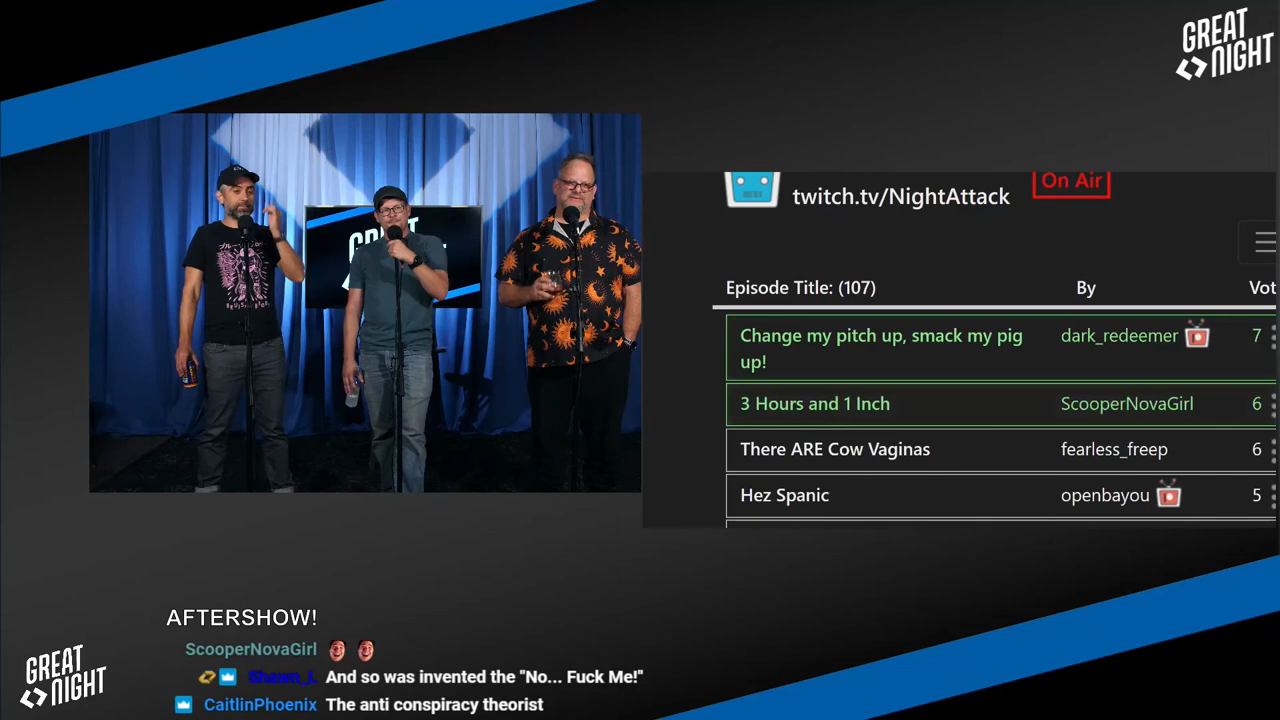 GREAT
NIGHT
twitch.tv/NightAttack
On Air
Episode Title: (107)
By
Vot
Change my pitch up, smack my pig
up!
dark_redeemer
7
3 Hours and 1 Inch
ScooperNovaGirl
6
There ARE Cow Vaginas
fearless_freep
6
Hez Spanic
openbayou
5
AFTERSHOW!
ScooperNovaGirl
Shawn_L And so was invented the "No... Fuck Me!"
CaitlinPhoenix The anti conspiracy theorist
GREAT
NIGHT